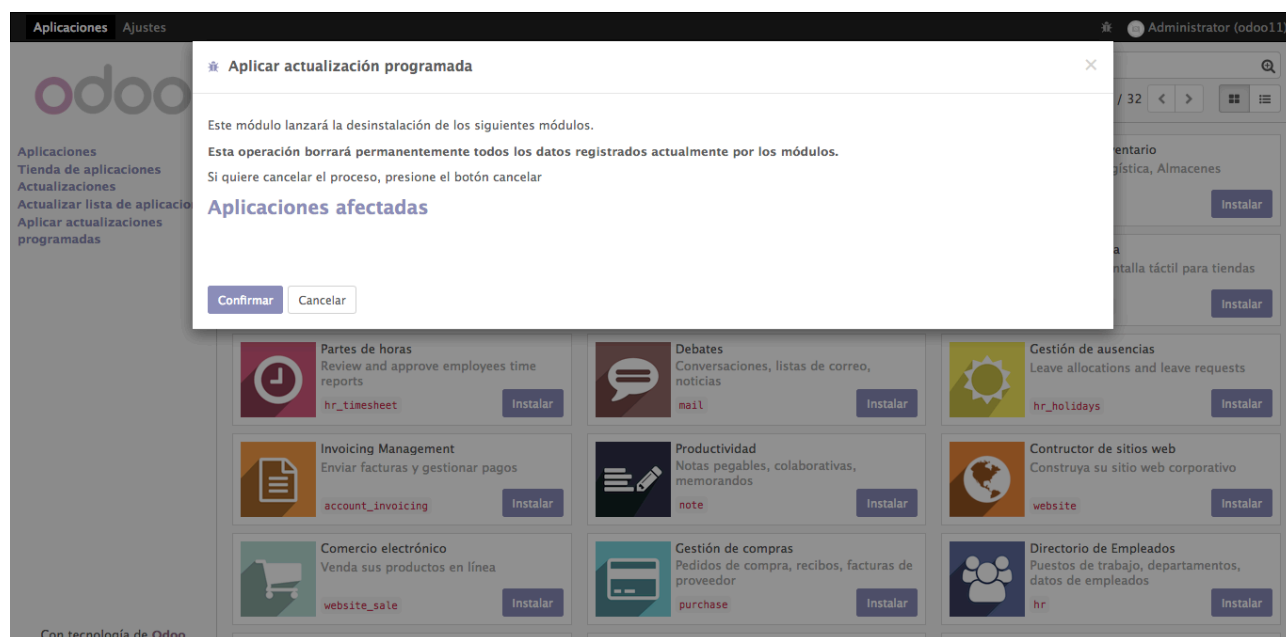 Aplicaciones Ajustes
Administrator (odoo11)
odoo
Aplicar actualización programada
/ 32
Este módulo lanzará la desinstalación de los siguientes módulos.
Esta operación borrará permanentemente todos los datos registrados actualmente por los módulos.
Si quiere cancelar el proceso, presione el botón cancelar
Aplicaciones afectadas
Confirmar Cancelar
Aplicaciones
Tienda de aplicaciones
Actualizaciones
Actualizar lista de aplicacio
Aplicar actualizaciones
programadas
entario
gística, Almacenes
Instalar
a
ntalla táctil para tiendas
Instalar
Partes de horas
Review and approve employees time
reports
hr_timesheet Instalar
Debates
Conversaciones, listas de correo,
noticias
mail Instalar
Gestión de ausencias
Leave allocations and leave requests
hr_holidays Instalar
Invoicing Management
Enviar facturas y gestionar pagos
account_invoicing Instalar
Productividad
Notas pegables, colaborativas,
memorandos
note Instalar
Contructor de sitios web
Construya su sitio web corporativo
website Instalar
Comercio electrónico
Venda sus productos en línea
website_sale Instalar
Gestión de compras
Pedidos de compra, recibos, facturas de
proveedor
purchase Instalar
Directorio de Empleados
Puestos de trabajo, departamentos,
datos de empleados
hr Instalar
Con tecnología de Odoo